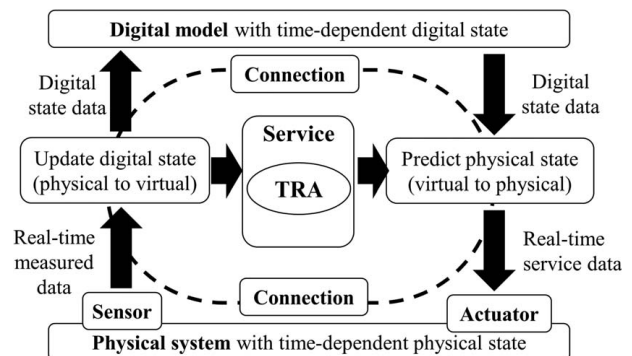 Digital model with time-dependent digital state
Digital
state data
Connection
Digital
state data
Update digital state
(physical to virtual)
Service
TRA
Predict physical state
(virtual to physical)
Real-time
measured
data
Connection
Real-time
service data
Sensor
Actuator
Physical system with time-dependent physical state